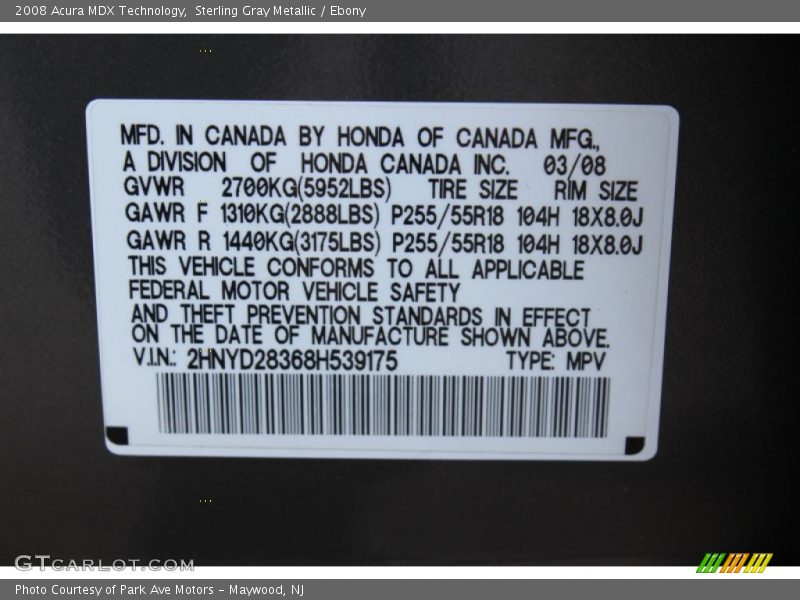 2008 Acura MDX Technology, Sterling Gray Metallic / Ebony
MFD. IN CANADA BY HONDA OF CANADA MFG.,
A DIVISION OF HONDA CANADA INC. 03/08
GVWR 2700KG(5952LBS) TIRE SIZE RIM SIZE
GAWR F 1310KG(2888LBS) P255/55R18 104H 18X8.0J
GAWR R 1440KG(3175LBS) P255/55R18 104H 18X8.0J
THIS VEHICLE CONFORMS TO ALL APPLICABLE
FEDERAL MOTOR VEHICLE SAFETY
AND THEFT PREVENTION STANDARDS IN EFFECT
ON THE DATE OF MANUFACTURE SHOWN ABOVE.
V.I.N.: 2HNYD28368H539175 TYPE: MPV
GTCARLOT.COM
Photo Courtesy of Park Ave Motors - Maywood, NJ